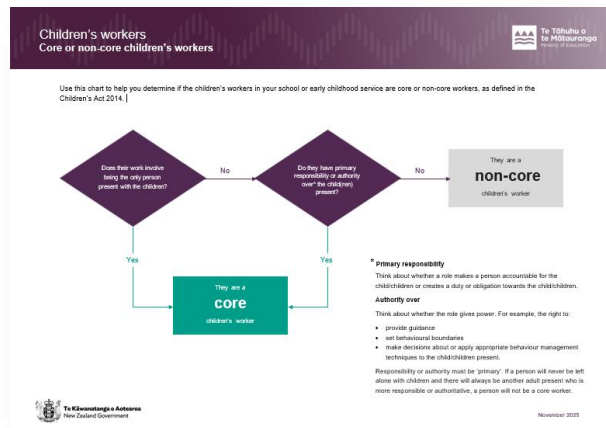 Children's workers
Core or non-core children's workers
Te Tāhuhu o
te Mātauranga
Ministry of Education
Use this chart to help you determine if the children's workers in your school or early childhood service are core or non-core workers, as defined in the
Children's Act 2014.
Does their work involve
being the only person
present with the children?
No
Do they have primary
responsibility or authority
over* the child(ren)
present?
No
They are a
non-core
children's worker
Yes
Yes
They are a
core
children's worker
* Primary responsibility
Think about whether a role makes a person accountable for the
child/children or creates a duty or obligation towards the child/children.
Authority over
Think about whether the role gives power. For example, the right to:
• provide guidance
• set behavioural boundaries
• make decisions about or apply appropriate behaviour management
techniques to the child/children present.
Responsibility or authority must be 'primary'. If a person will never be left
alone with children and there will always be another adult present who is
more responsible or authoritative, a person will not be a core worker.
Te Kāwanatanga o Aotearoa
New Zealand Government
November 2025